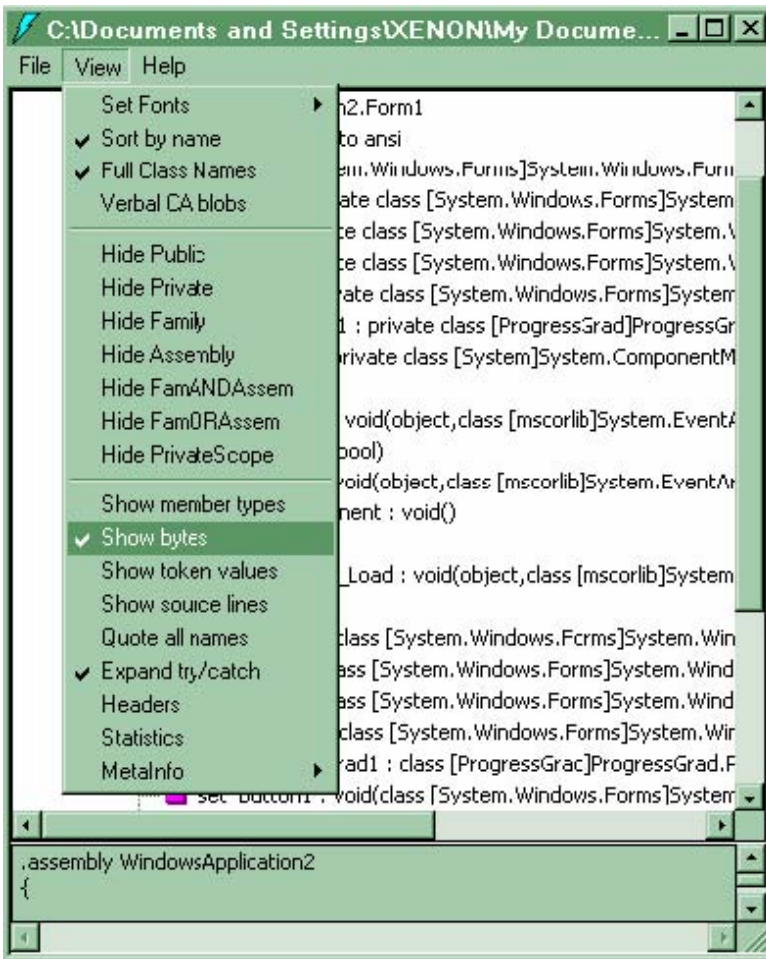 C:\Documents and Settings\XENON\My Docume...
File View Help
Set Fonts
Sort by name
Full Class Names
Verbal CA blobs
Hide Public
Hide Private
Hide Family
Hide Assembly
Hide FamANDAssem
Hide FamORAssem
Hide PrivateScope
Show member types
Show bytes
Show token values
Show source lines
Quote all names
Expand try/catch
Headers
Statistics
MetaInfo
n2.Form1
to ansi
em.Windows.Forms]System.Windows.Form
ate class [System.Windows.Forms]System
te class [System.Windows.Forms]System.
te class [System.Windows.Forms]System.
vate class [System.Windows.Forms]System
1 : private class [ProgressGrad]ProgressGr
rivate class [System]System.ComponentM
void(object,class [mscorlib]System.EventA
bool)
void(object,class [mscorlib]System.EventAr
nent : void()
_Load : void(object,class [mscorlib]System
class [System.Windows.Forms]System.Win
ass [System.Windows.Forms]System.Wind
ass [System.Windows.Forms]System.Wind
class [System.Windows.Forms]System.Wir
rad1 : class [ProgressGrad]ProgressGrad.P
set_button1 : void(class [System.Windows.Forms]System
.assembly WindowsApplication2
{